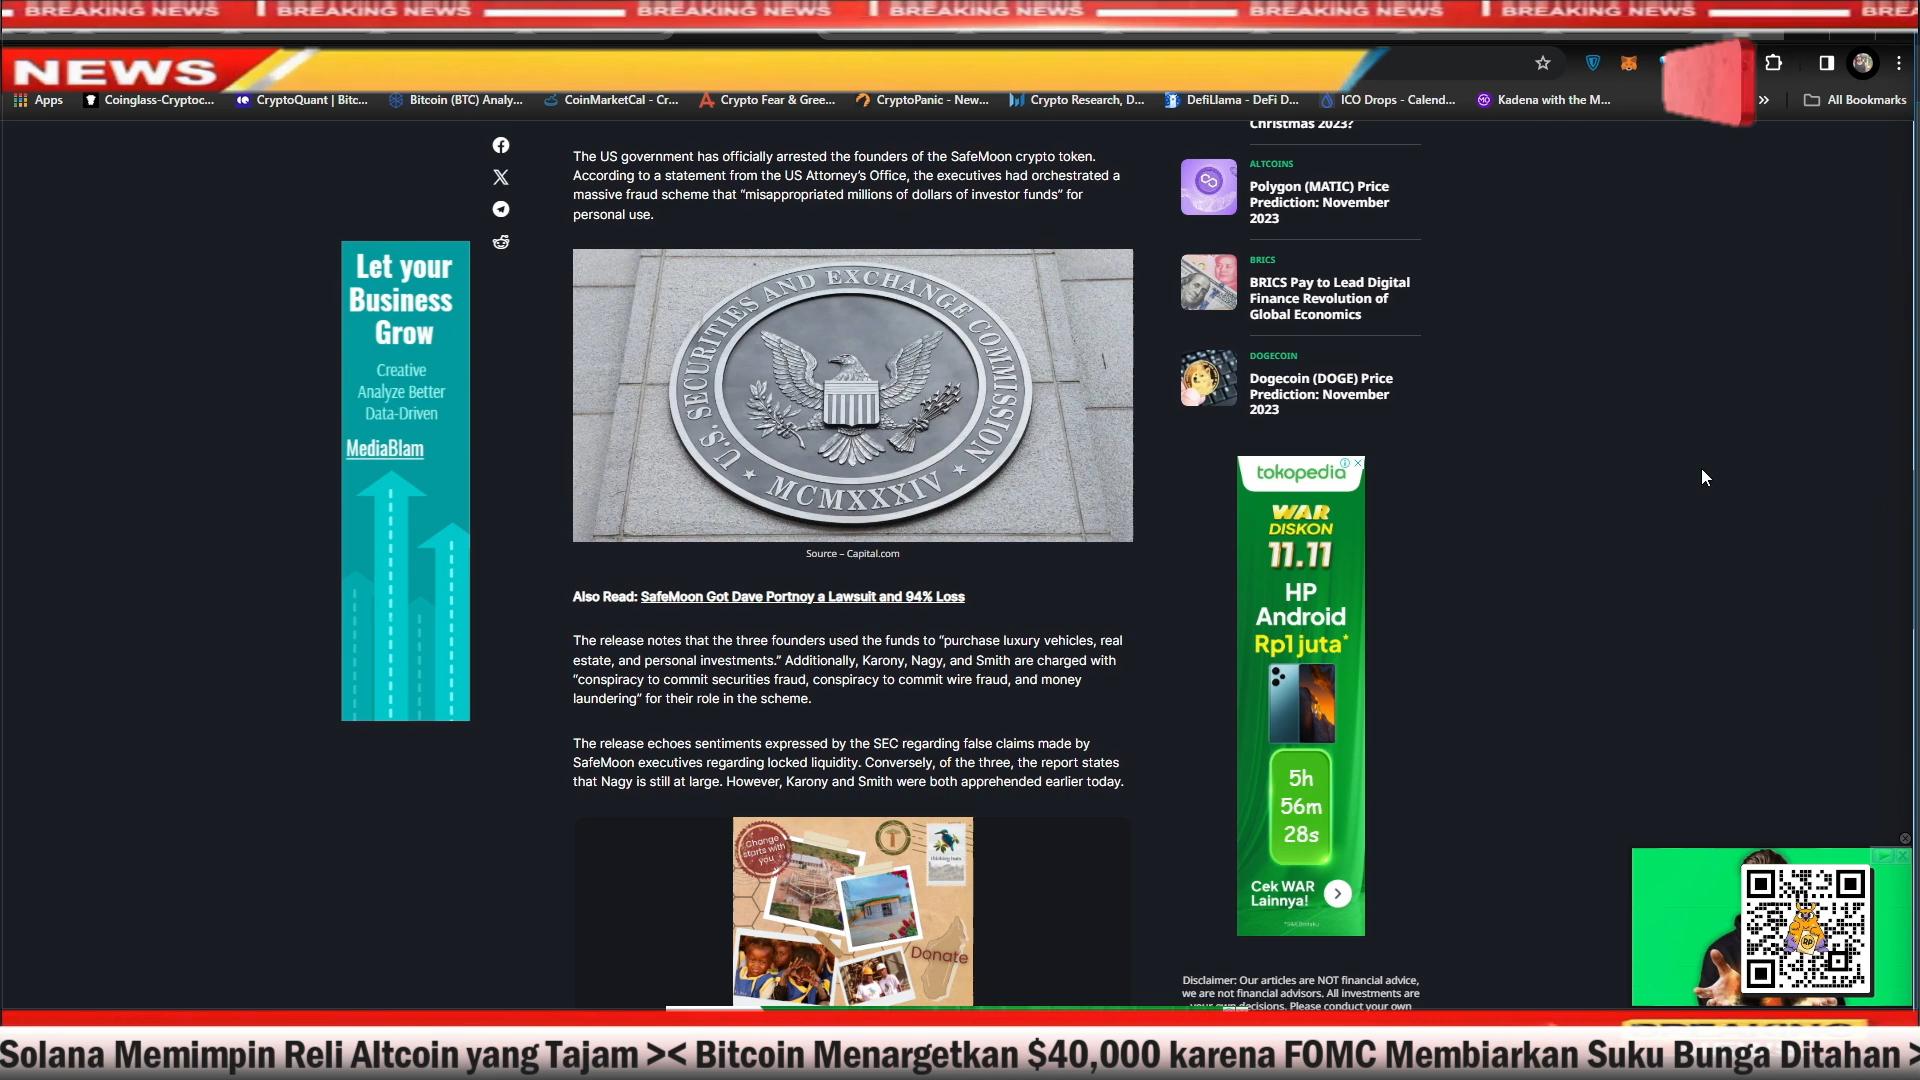 BREAKING NEWS BREAKING NEWS BREAKING NEWS BREAKING NEWS BREAKING NEWS BREAKING NEWS BREA
NEWS
Apps Coinglass-Cryptoc... CryptoQuant | Bitc... Bitcoin (BTC) Analy... CoinMarketCal - Cr... Crypto Fear & Gree... CryptoPanic - New... Crypto Research, D... DefiLlama - DeFi D... ICO Drops - Calend... Kadena with the M... » All Bookmarks
The US government has officially arrested the founders of the SafeMoon crypto token.
According to a statement from the US Attorney's Office, the executives had orchestrated a
massive fraud scheme that “misappropriated millions of dollars of investor funds” for
personal use.
U.S. SECURITIES AND EXCHANGE COMMISSION
MCMXXXIV
Source – Capital.com
Also Read: SafeMoon Got Dave Portnoy a Lawsuit and 94% Loss
The release notes that the three founders used the funds to “purchase luxury vehicles, real
estate, and personal investments.” Additionally, Karony, Nagy, and Smith are charged with
“conspiracy to commit securities fraud, conspiracy to commit wire fraud, and money
laundering” for their role in the scheme.
The release echoes sentiments expressed by the SEC regarding false claims made by
SafeMoon executives regarding locked liquidity. Conversely, of the three, the report states
that Nagy is still at large. However, Karony and Smith were both apprehended earlier today.
Change
starts with
you
Donate
Let your
Business
Grow
Creative
Analyze Better
Data-Driven
MediaBlam
Christmas 2023?
ALTCOINS
Polygon (MATIC) Price
Prediction: November
2023
BRICS
BRICS Pay to Lead Digital
Finance Revolution of
Global Economics
DOGECOIN
Dogecoin (DOGE) Price
Prediction: November
2023
tokopedia
WAR
DISKON
11.11
HP
Android
Rp1 juta*
5h
56m
28s
Cek WAR
Lainnya!
Disclaimer: Our articles are NOT financial advice,
we are not financial advisors. All investments are
your own decisions. Please conduct your own
RP
Solana Memimpin Reli Altcoin yang Tajam >< Bitcoin Menargetkan $40,000 karena FOMC Membiarkan Suku Bunga Ditahan >